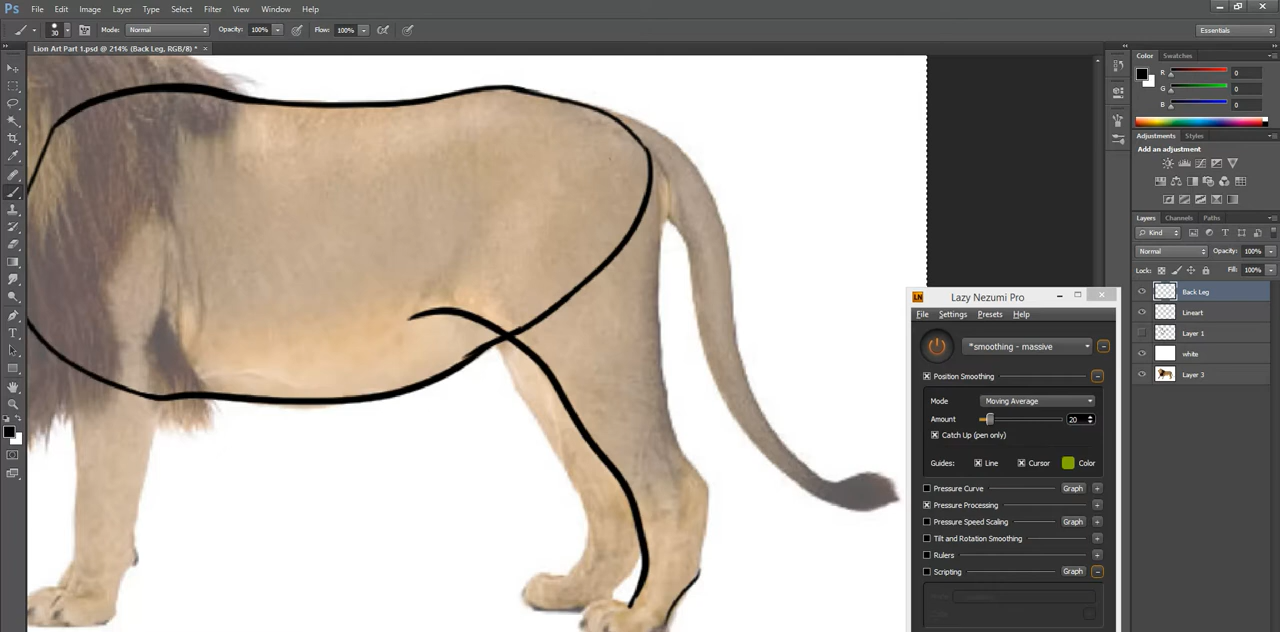 Ps File Edit Image Layer Type Select Filter View Window Help
30 Mode: Normal Opacity: 100% Flow: 100% Essentials
Lion Art Part 1.psd @ 214% (Back Leg, RGB/8) * ×
Color Swatches
R 0
G 0
B 0
Adjustments Styles
Add an adjustment
Layers Channels Paths
Kind
Normal Opacity: 100%
Lock: Fill: 100%
Back Leg
Lineart
Layer 1
white
Layer 3
LN Lazy Nezumi Pro
File Settings Presets Help
*smoothing - massive
Position Smoothing
Mode Moving Average
Amount 20
Catch Up (pen only)
Guides: Line Cursor Color
Pressure Curve Graph
Pressure Processing
Pressure Speed Scaling Graph
Tilt and Rotation Smoothing
Rulers
Scripting Graph